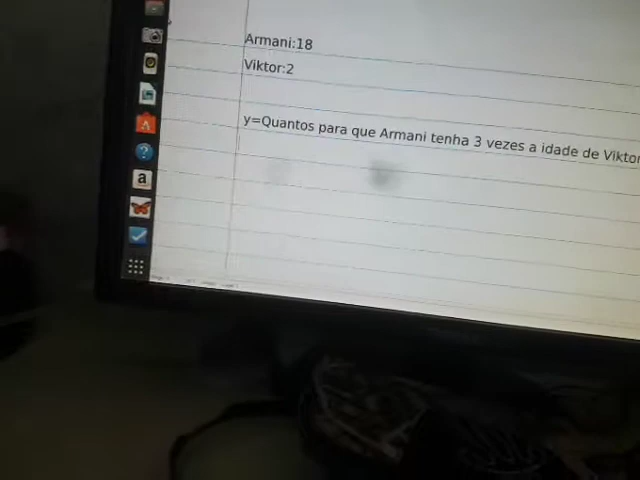 Armani:18
Viktor:2
y=Quantos para que Armani tenha 3 vezes a idade de Viktor